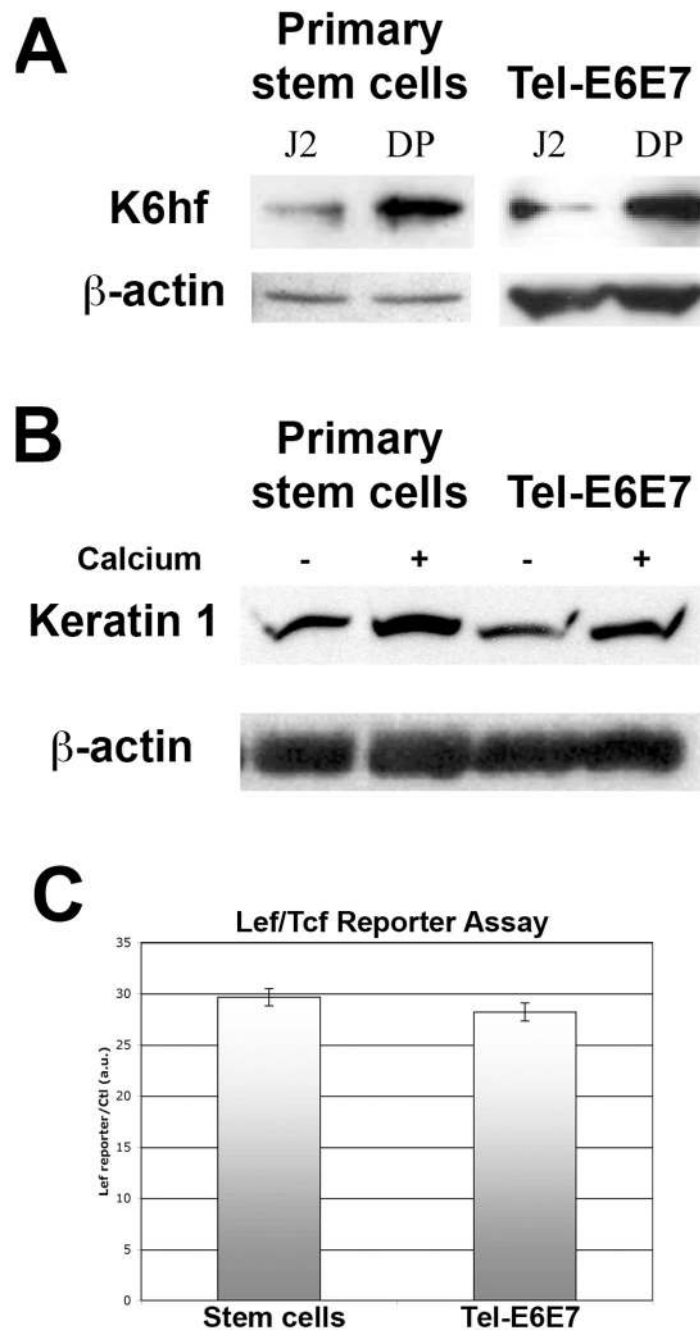 A
Primary
stem cells Tel-E6E7
J2 DP J2 DP
K6hf
β-actin
B
Primary
stem cells Tel-E6E7
Calcium - + - +
Keratin 1
β-actin
C
Lef/Tcf Reporter Assay
Lef reporter/Ctl (a.u.)
35
30
25
20
15
10
5
0
Stem cells Tel-E6E7